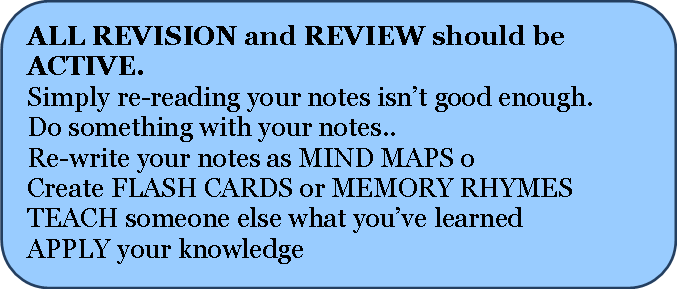 ALL REVISION and REVIEW should be
ACTIVE.
Simply re-reading your notes isn’t good enough.
Do something with your notes..
Re-write your notes as MIND MAPS o
Create FLASH CARDS or MEMORY RHYMES
TEACH someone else what you’ve learned
APPLY your knowledge